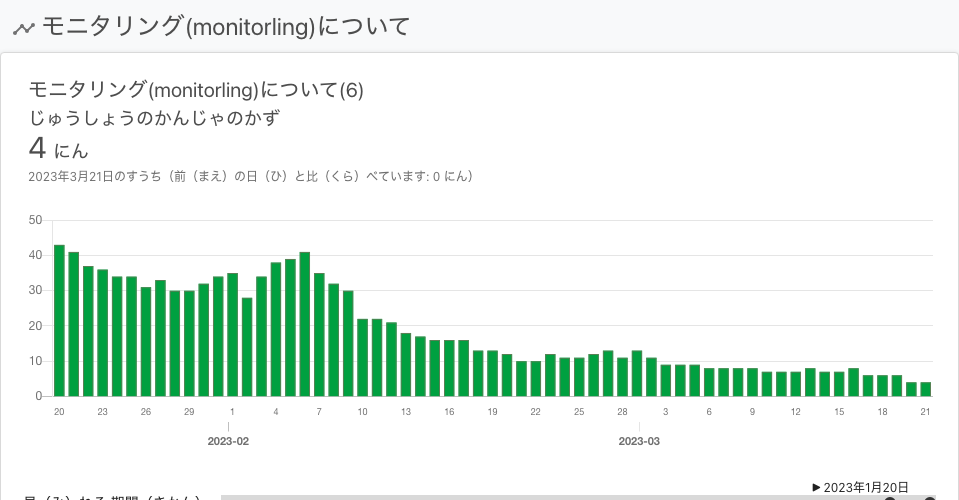 モニタリング(monitorling)について
モニタリング(monitorling)について(6)
じゅうしょうのかんじゃのかず
4 にん
2023年3月21日のすうち（前（まえ）の日（ひ）と比（くら）べています: 0 にん）
50
40
30
20
10
0
20 23 26 29 1 4 7 10 13 16 19 22 25 28 3 6 9 12 15 18 21
2023-02 2023-03
▶ 2023年1月20日